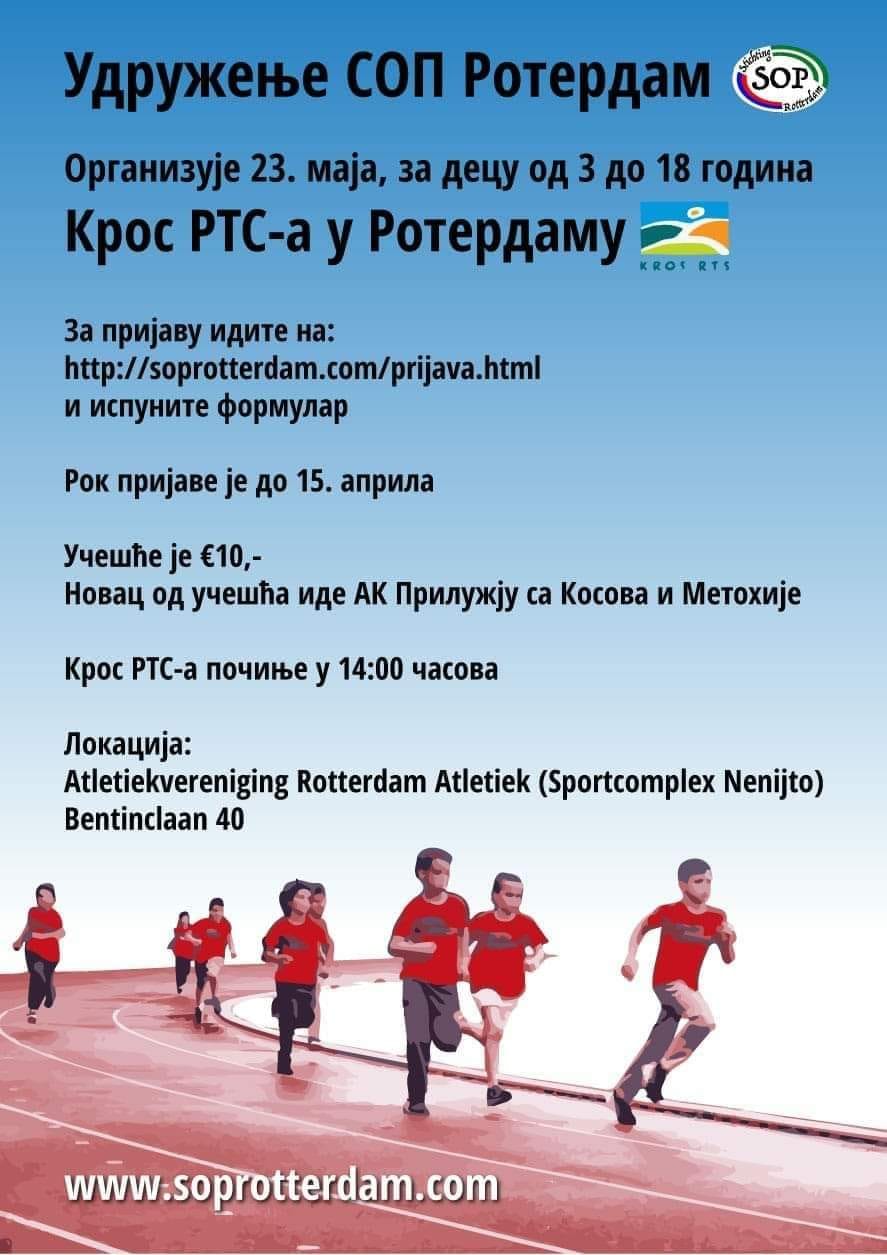 Удружење СОП Ротердам
Stichting
SOP
Rotterdam
Организује 23. маја, за децу од 3 до 18 година
Крос РТС-а у Ротердаму
KROS RTS
За пријаву идите на:
http://soprotterdam.com/prijava.html
и испуните формулар
Рок пријаве је до 15. априла
Учешће је €10,-
Новац од учешћа иде АК Прилужју са Косова и Метохије
Крос РТС-а почиње у 14:00 часова
Локација:
Atletiekvereniging Rotterdam Atletiek (Sportcomplex Nenijto)
Bentinclaan 40
www.soprotterdam.com